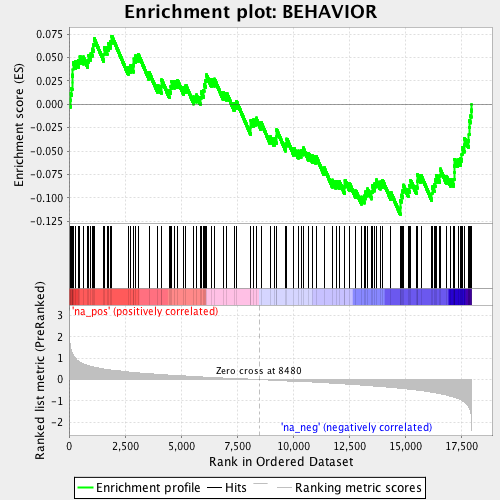 Enrichment plot: BEHAVIOR
Enrichment score (ES)
0.075
0.050
0.025
0.000
-0.025
-0.050
-0.075
-0.100
-0.125
Ranked list metric (PreRanked)
'na_pos' (positively correlated)
3
2
1
0
-1
-2
Zero cross at 8480
'na_neg' (negatively correlated)
0
2,500
5,000
7,500
10,000
12,500
15,000
17,500
Rank in Ordered Dataset
Enrichment profile
Hits
Ranking metric scores